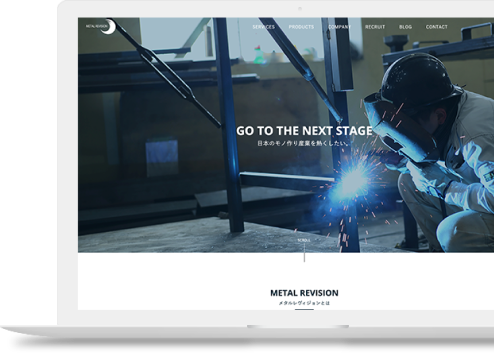 METAL REVISION
SERVICES PRODUCTS COMPANY RECRUIT BLOG CONTACT
GO TO THE NEXT STAGE
日本のモノ作り産業を熱くしたい。
SCROLL
METAL REVISION
メタルレヴィジョンとは